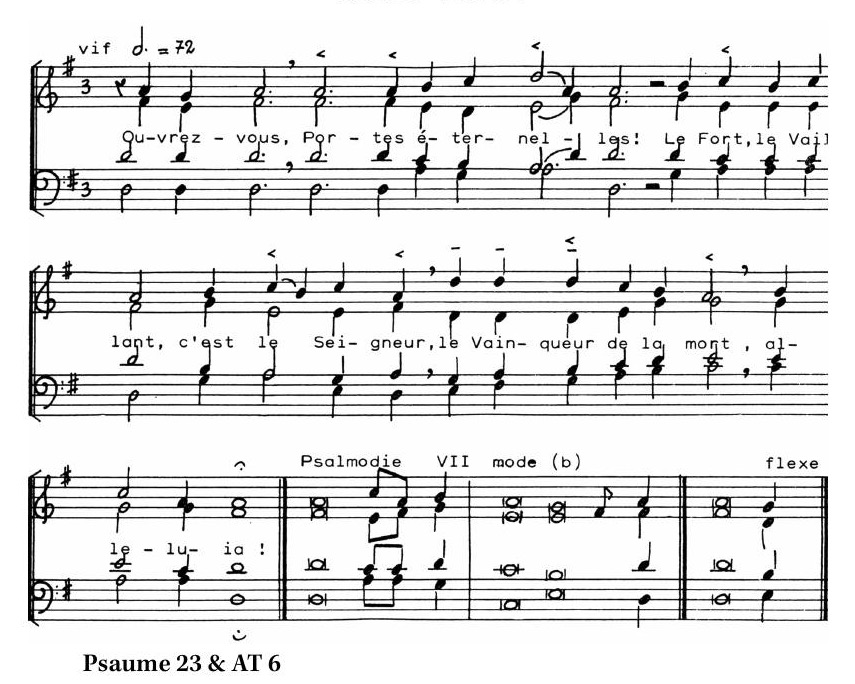 vif 𝅗𝅥. = 72
Ou-vrez - vous, Por - tes é- ter- nel - les! Le Fort, le Vail
lant, c'est le Sei- gneur, le Vain- queur de la mort , al-
Psalmodie VII mode (b) flexe
le - lu- ia !
Psaume 23 & AT 6